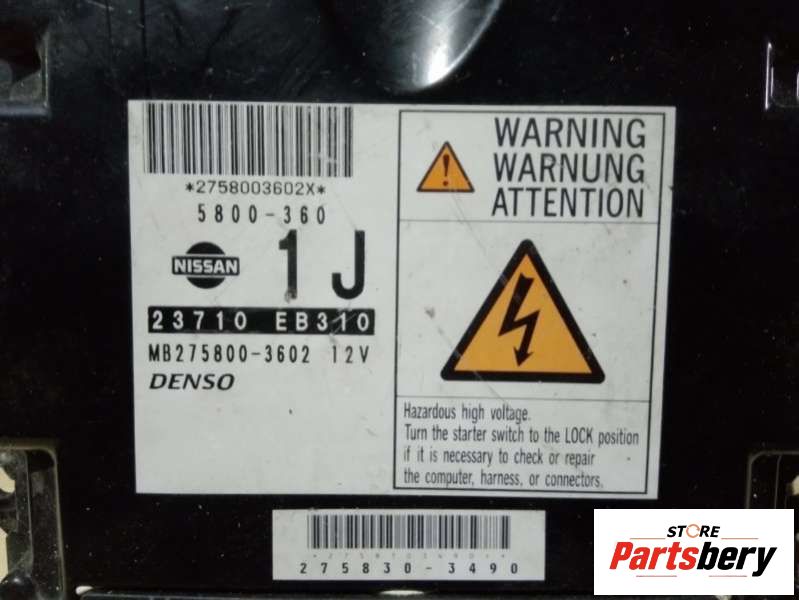 *2758003602X*
5800-360
NISSAN
1J
23710 EB310
MB275800-3602 12V
DENSO
WARNING
WARNUNG
ATTENTION
Hazardous high voltage.
Turn the starter switch to the LOCK position
if it is necessary to check or repair
the computer, harness, or connectors.
275830-3490
STORE
Partsbery